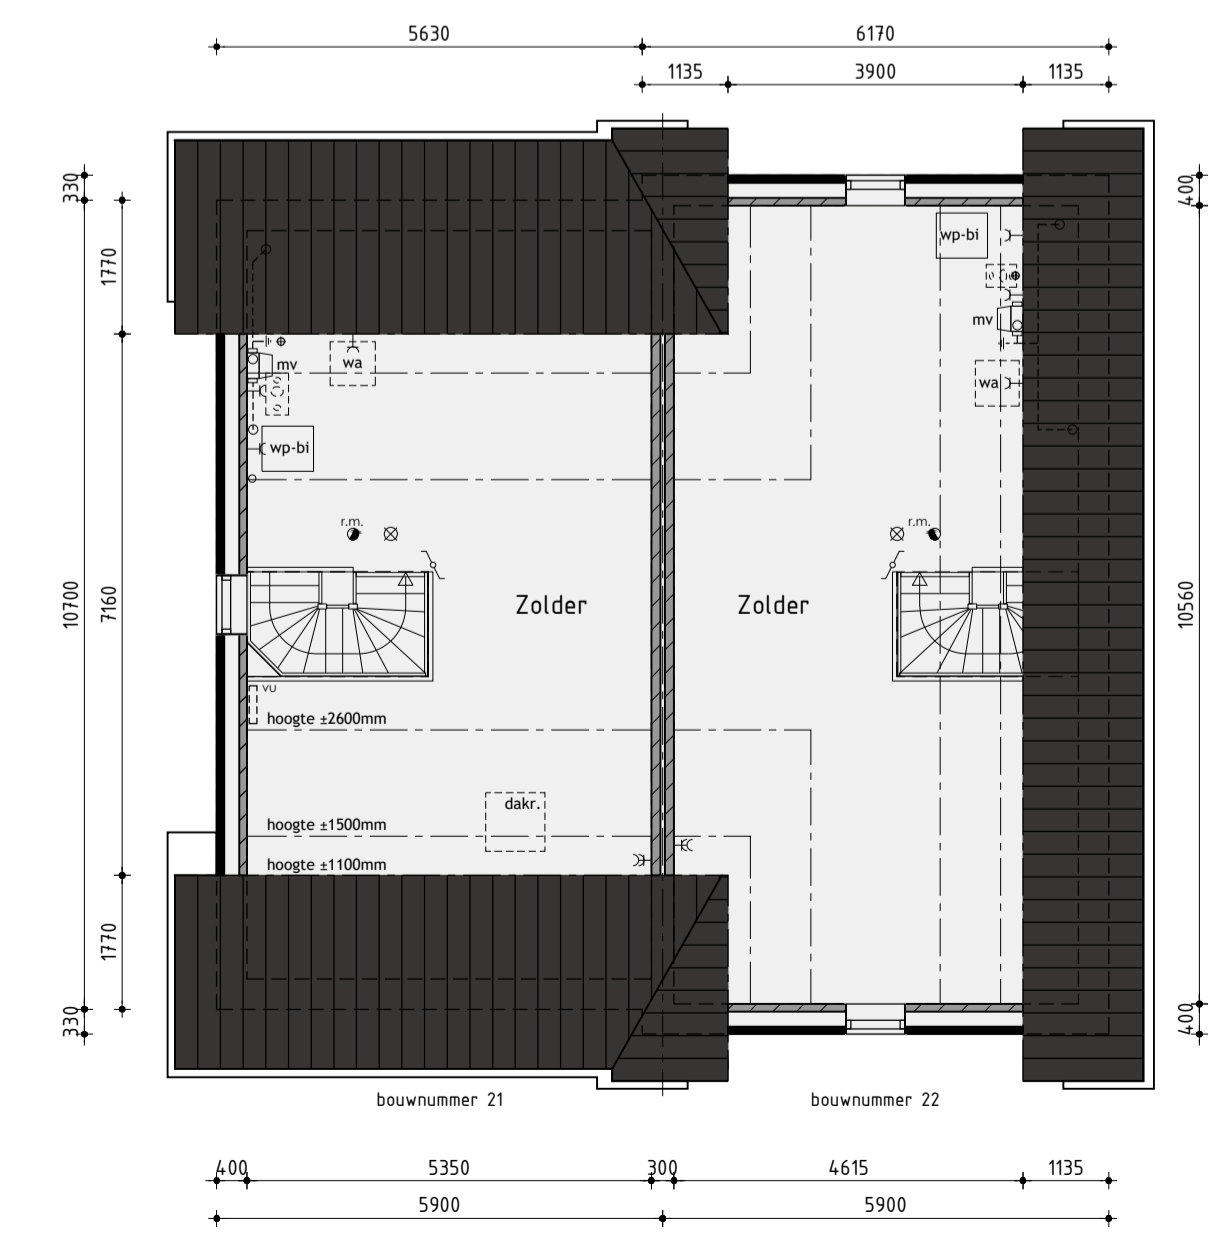 5630
6170
1135
3900
1135
330
1770
400
wp-bi
mv
wa
mv
wa
wp-bi
r.m.
r.m.
10700
7160
Zolder
Zolder
10560
VU
hoogte ±2600mm
dakr.
hoogte ±1500mm
hoogte ±1100mm
1770
330
400
bouwnummer 21
bouwnummer 22
400
5350
300
4615
1135
5900
5900